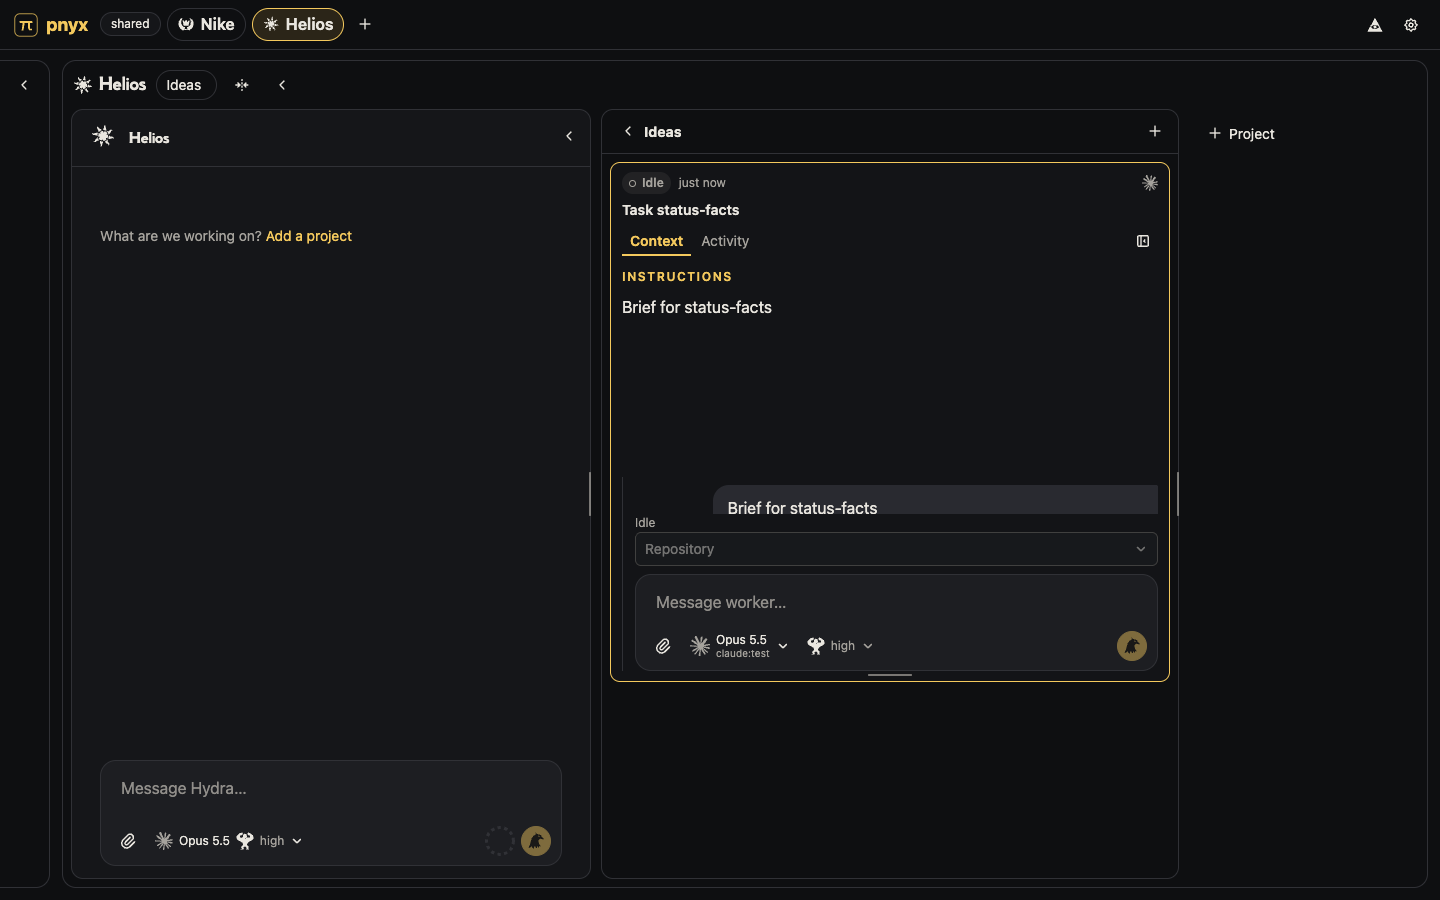 π pnyx shared Nike Helios
Helios Ideas
Helios
Ideas
Project
Idle just now
Task status-facts
Context Activity
INSTRUCTIONS
Brief for status-facts
What are we working on? Add a project
Brief for status-facts
Idle
Repository
Message worker...
Opus 5.5
claude:test
high
Message Hydra...
Opus 5.5 high